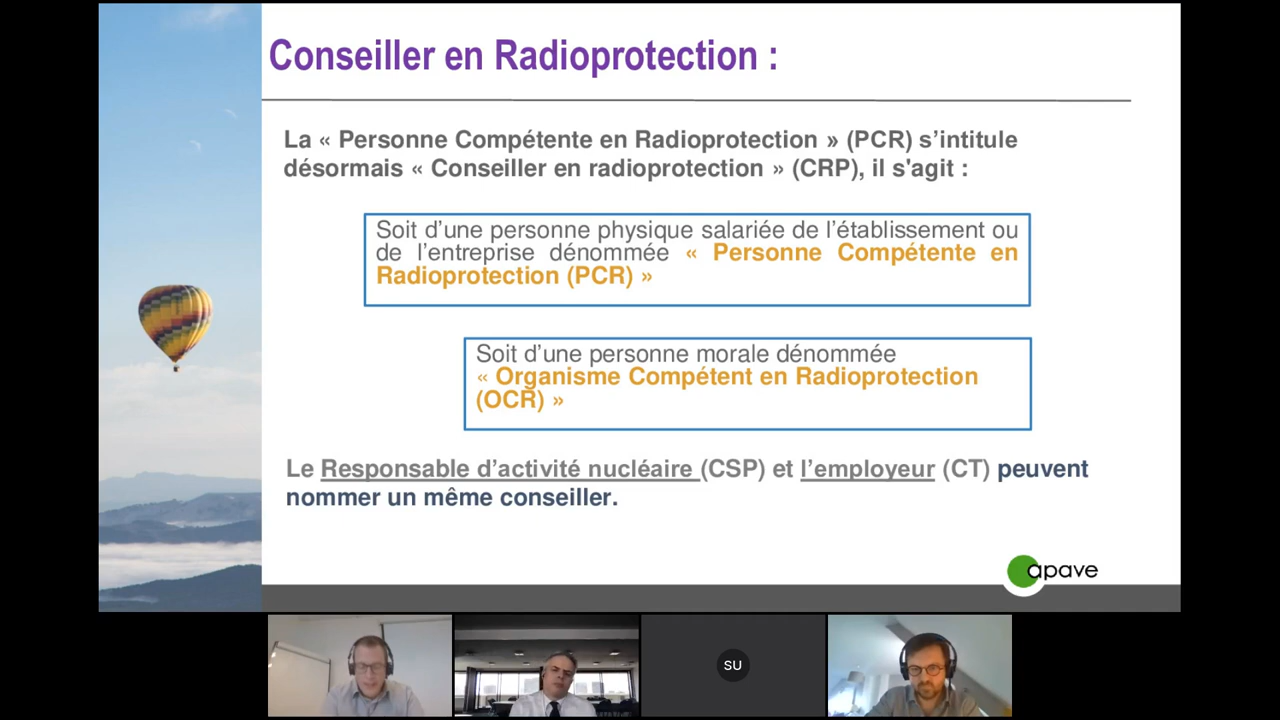 Conseiller en Radioprotection :
La « Personne Compétente en Radioprotection » (PCR) s’intitule
désormais « Conseiller en radioprotection » (CRP), il s'agit :
Soit d’une personne physique salariée de l’établissement ou
de l’entreprise dénommée « Personne Compétente en
Radioprotection (PCR) »
Soit d’une personne morale dénommée
« Organisme Compétent en Radioprotection
(OCR) »
Le Responsable d’activité nucléaire (CSP) et l’employeur (CT) peuvent
nommer un même conseiller.
apave
SU